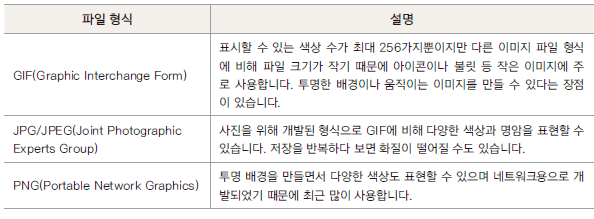 파일 형식
설명
GIF(Graphic Interchange Form)
표시할 수 있는 색상 수가 최대 256가지뿐이지만 다른 이미지 파일 형식
에 비해 파일 크기가 작기 때문에 아이콘이나 불릿 등 작은 이미지에 주
로 사용합니다. 투명한 배경이나 움직이는 이미지를 만들 수 있다는 장점
이 있습니다.
JPG/JPEG(Joint Photographic
Experts Group)
사진을 위해 개발된 형식으로 GIF에 비해 다양한 색상과 명암을 표현할 수
있습니다. 저장을 반복하다 보면 화질이 떨어질 수도 있습니다.
PNG(Portable Network Graphics)
투명 배경을 만들면서 다양한 색상도 표현할 수 있으며 네트워크용으로 개
발되었기 때문에 최근 많이 사용합니다.